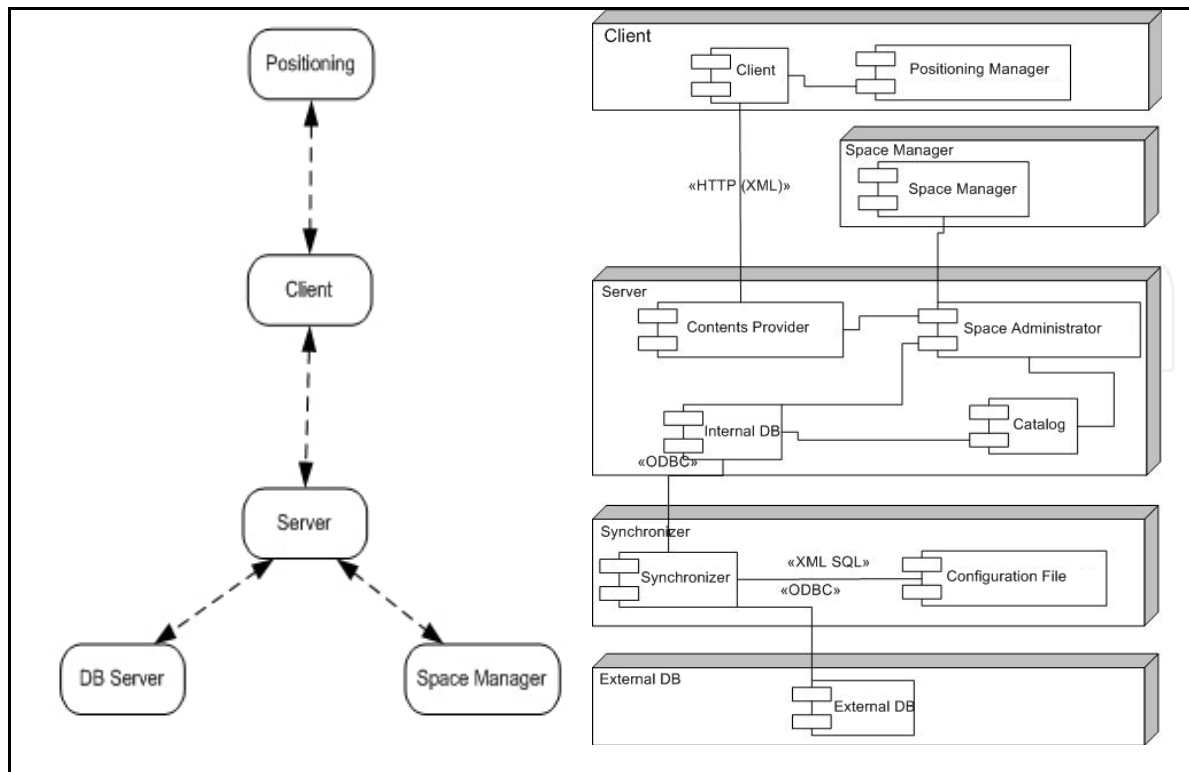 Positioning
Client
Server
DB Server
Space Manager
Client
Client
Positioning Manager
«HTTP (XML)»
Space Manager
Space Manager
Server
Contents Provider
Space Administrator
Internal DB
Catalog
«ODBC»
Synchronizer
Synchronizer
«XML SQL»
«ODBC»
Configuration File
External DB
External DB